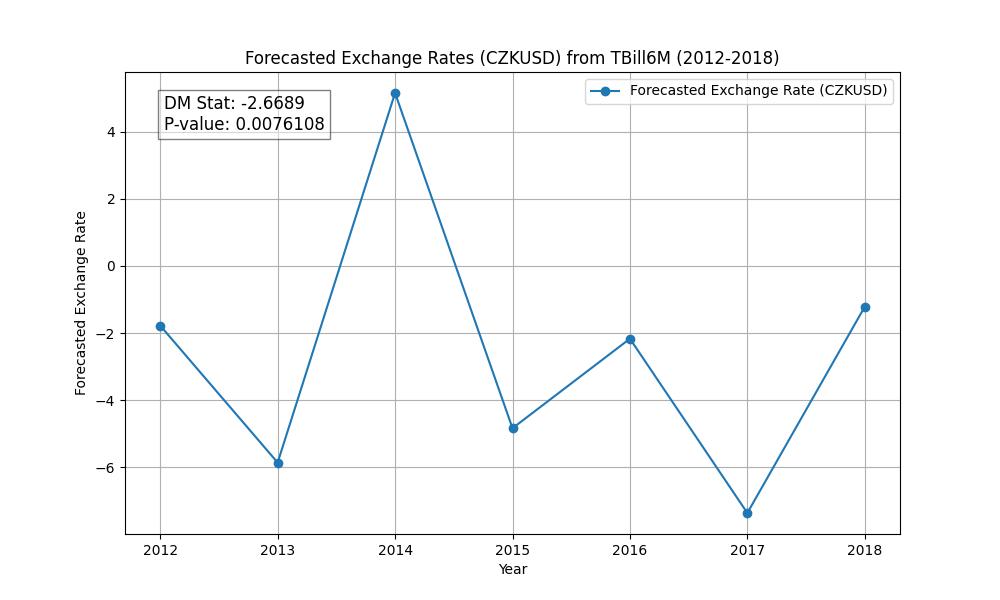 Forecasted Exchange Rates (CZKUSD) from TBill6M (2012-2018)
DM Stat: -2.6689
P-value: 0.0076108
Forecasted Exchange Rate (CZKUSD)
Forecasted Exchange Rate
4
2
0
−2
−4
−6
2012 2013 2014 2015 2016 2017 2018
Year